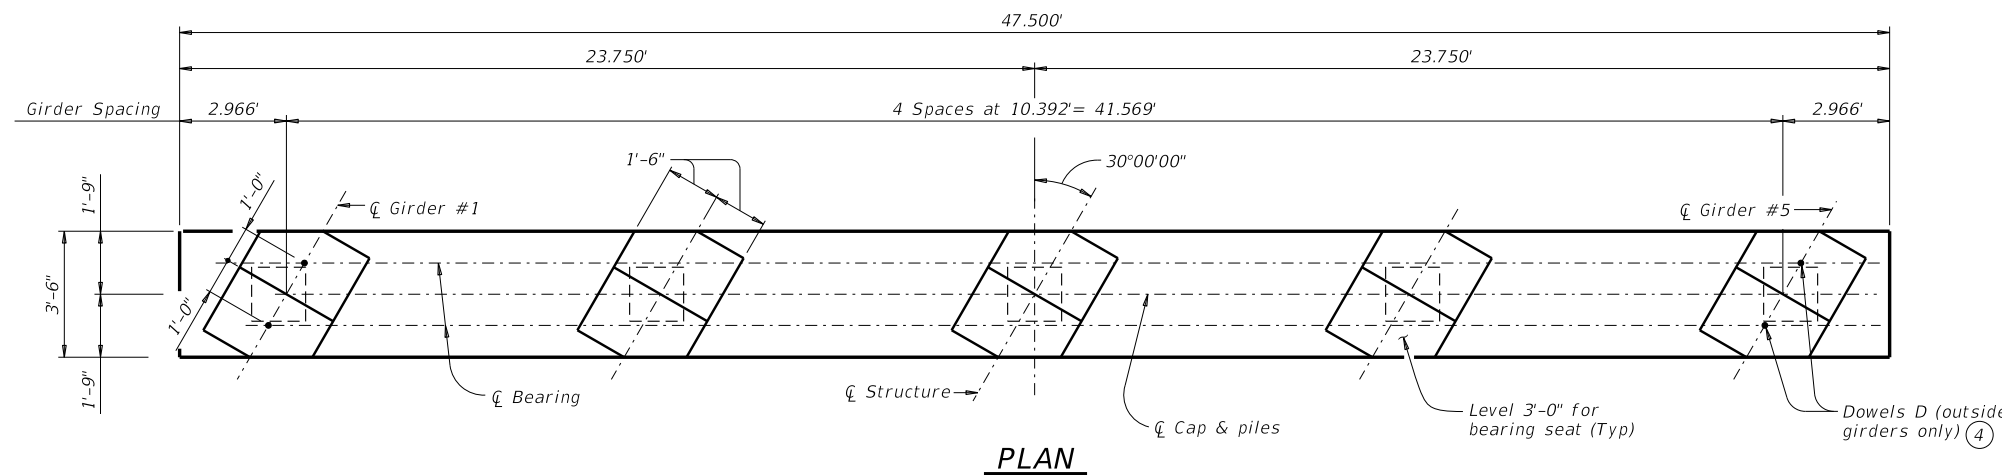 47.500'
23.750'
23.750'
Girder Spacing
2.966'
4 Spaces at 10.392'= 41.569'
2.966'
1'-6"
30°00'00"
1'-9"
1'-0"
℄ Girder #1
℄ Girder #5
3'-6"
1'-0"
1'-9"
℄ Bearing
℄ Structure
℄ Cap & piles
Level 3'-0" for
bearing seat (Typ)
Dowels D (outside
girders only) 4
PLAN